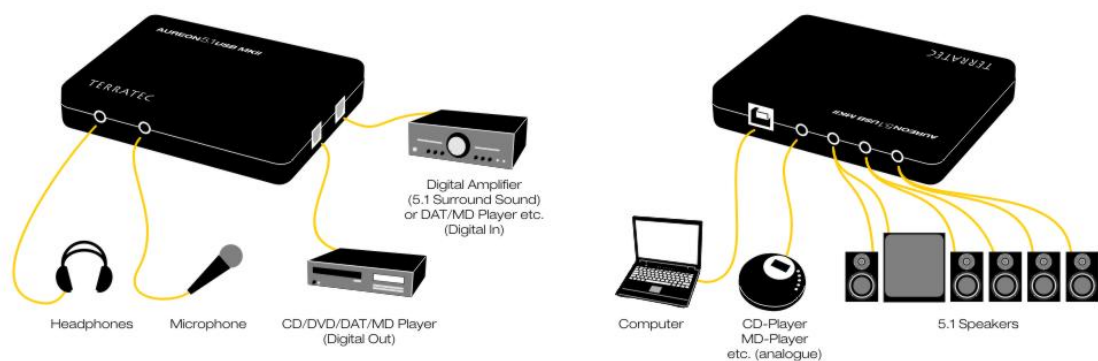 AUREON 5.1 USB MKII
TERRATEC
Digital Amplifier
(5.1 Surround Sound)
or DAT/MD Player etc.
(Digital In)
Headphones
Microphone
CD/DVD/DAT/MD Player
(Digital Out)
TERRATEC
AUREON 5.1 USB MKII
Computer
CD-Player
MD-Player
etc. (analogue)
5.1 Speakers